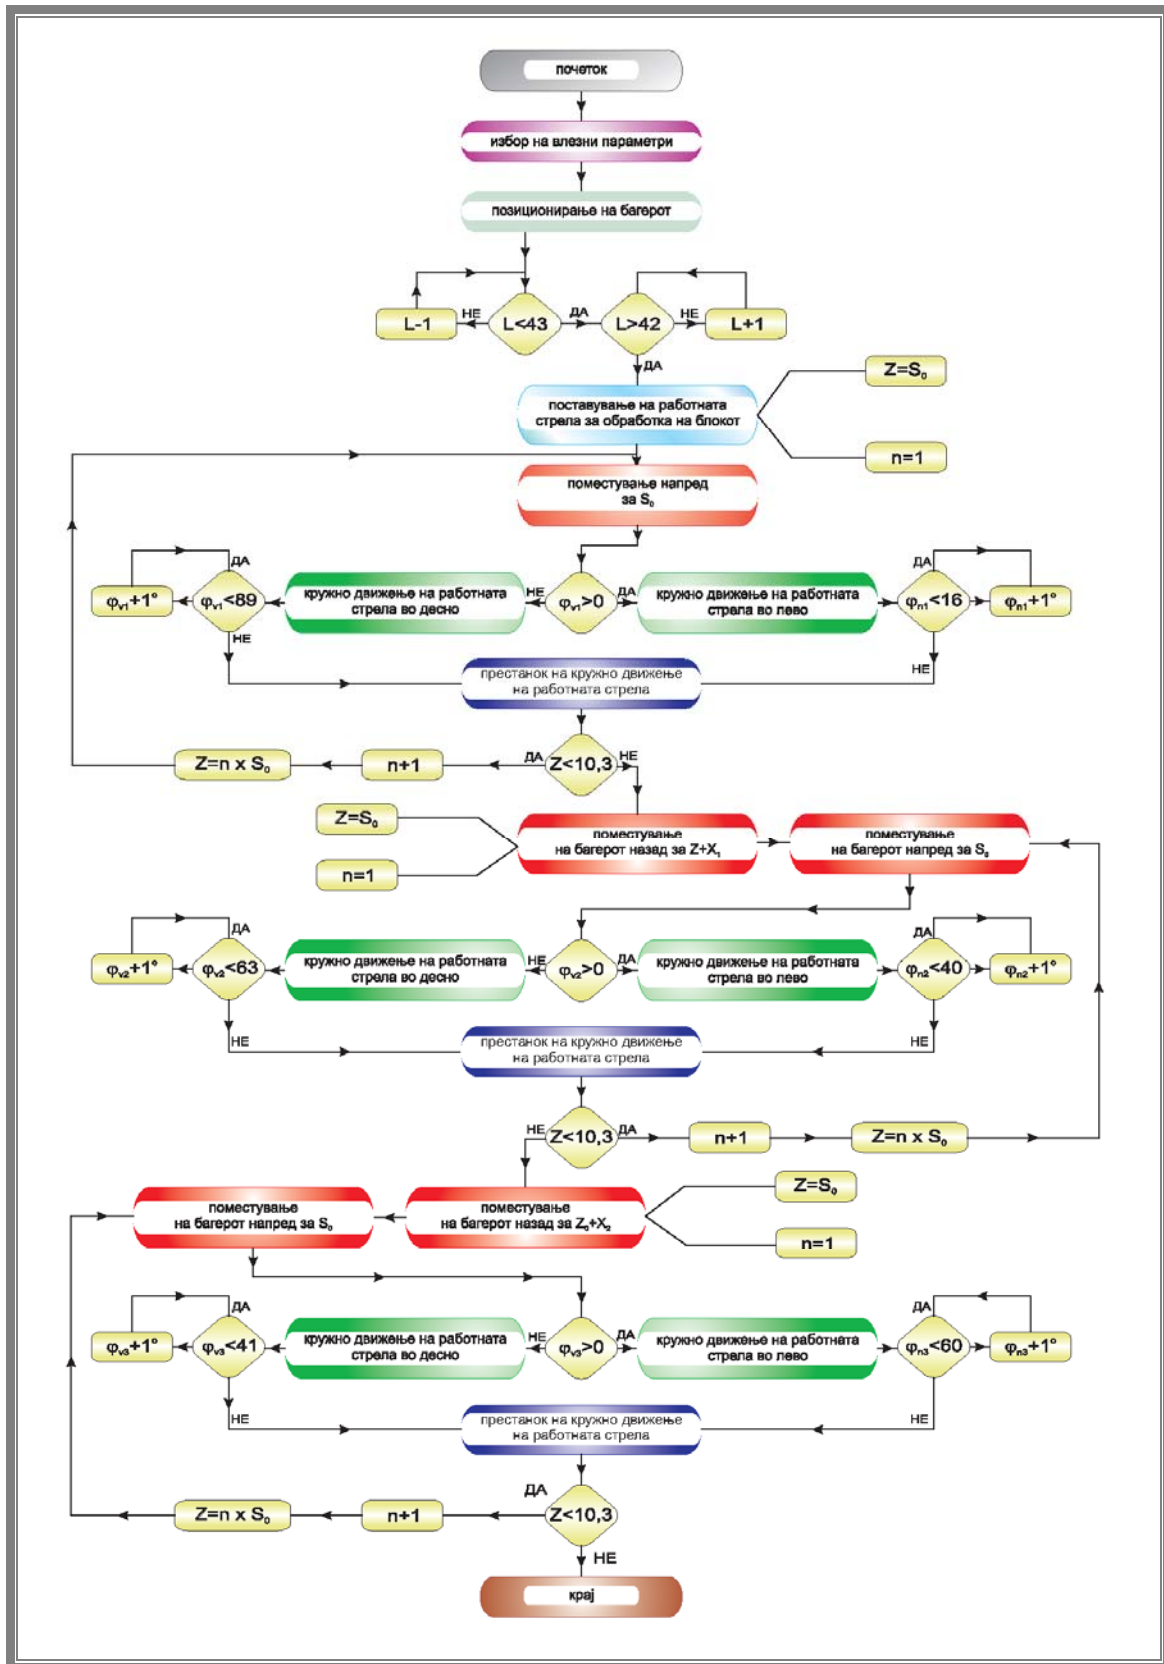 почеток
избор на влезни параметри
позиционирање на багерот
L-1
НЕ
L<43
ДА
L>42
НЕ
L+1
ДА
поставување на работната
стрела за обработка на блокот
Z=S₀
n=1
поместување напред
за S₀
φᵥ₁+1°
ДА
φᵥ₁<89
НЕ
кружно движење на работната
стрела во десно
НЕ
φᵥ₁>0
ДА
кружно движење на работната
стрела во лево
ДА
φₙ₁<16
НЕ
φₙ₁+1°
престанок на кружно движење
на работната стрела
Z=n x S₀
n+1
ДА
Z<10,3
НЕ
Z=S₀
n=1
поместување
на багерот назад за Z+X₁
поместување
на багерот напред за S₀
φᵥ₂+1°
ДА
φᵥ₂<63
НЕ
кружно движење на работната
стрела во десно
НЕ
φᵥ₂>0
ДА
кружно движење на работната
стрела во лево
ДА
φₙ₂<40
НЕ
φₙ₂+1°
престанок на кружно движење
на работната стрела
НЕ
Z<10,3
ДА
n+1
Z=n x S₀
поместување
на багерот напред за S₀
поместување
на багерот назад за Z₀+X₂
Z=S₀
n=1
φᵥ₃+1°
ДА
φᵥ₃<41
НЕ
кружно движење на работната
стрела во десно
НЕ
φᵥ₃>0
ДА
кружно движење на работната
стрела во лево
ДА
φₙ₃<60
НЕ
φₙ₃+1°
престанок на кружно движење
на работната стрела
Z=n x S₀
n+1
ДА
Z<10,3
НЕ
крај